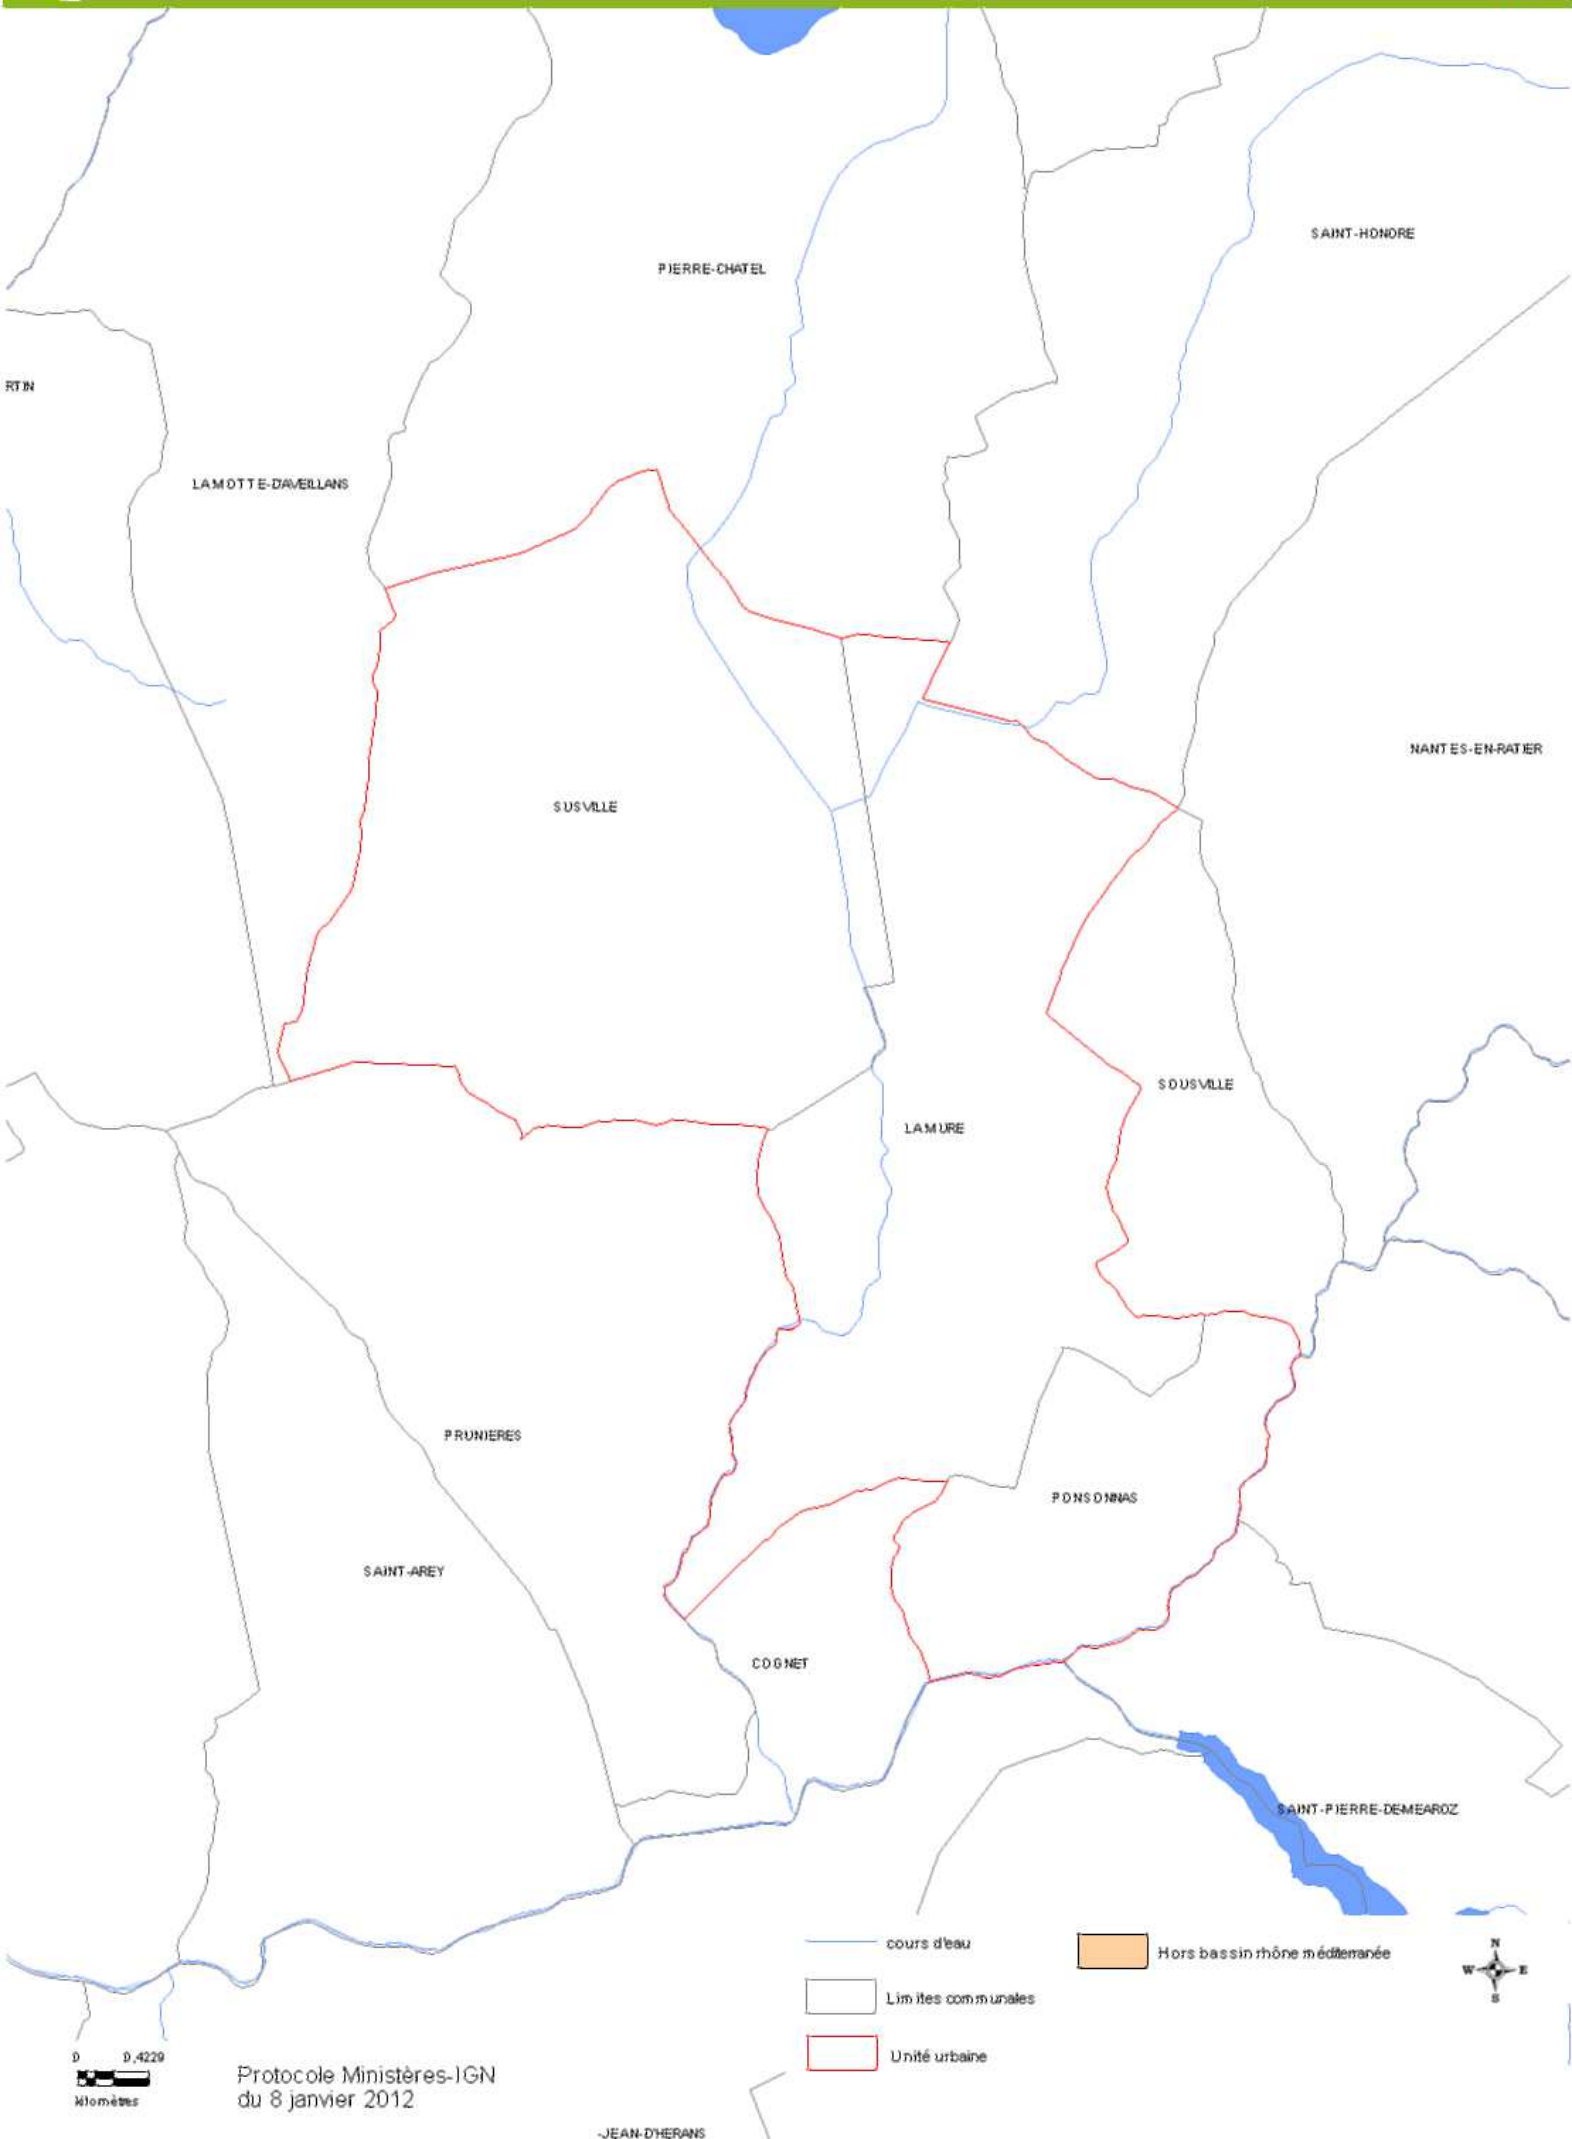 SAINT-HONORE
PIERRE-CHATEL
RTIN
LAMOTTE-D'AVEILLANS
NANTES-EN-RATIER
SUSVILLE
SOUSVILLE
LAMURE
PRUNIERES
PONSONNAS
SAINT-AREY
COGNET
SAINT-PIERRE-DE-MEAROZ
cours d'eau
Hors bassin rhône méditerranée
N
W E
S
Limites communales
Unité urbaine
0 0,4229
kilomètres
Protocole Ministères-IGN
du 8 janvier 2012
-JEAN-D'HERANS